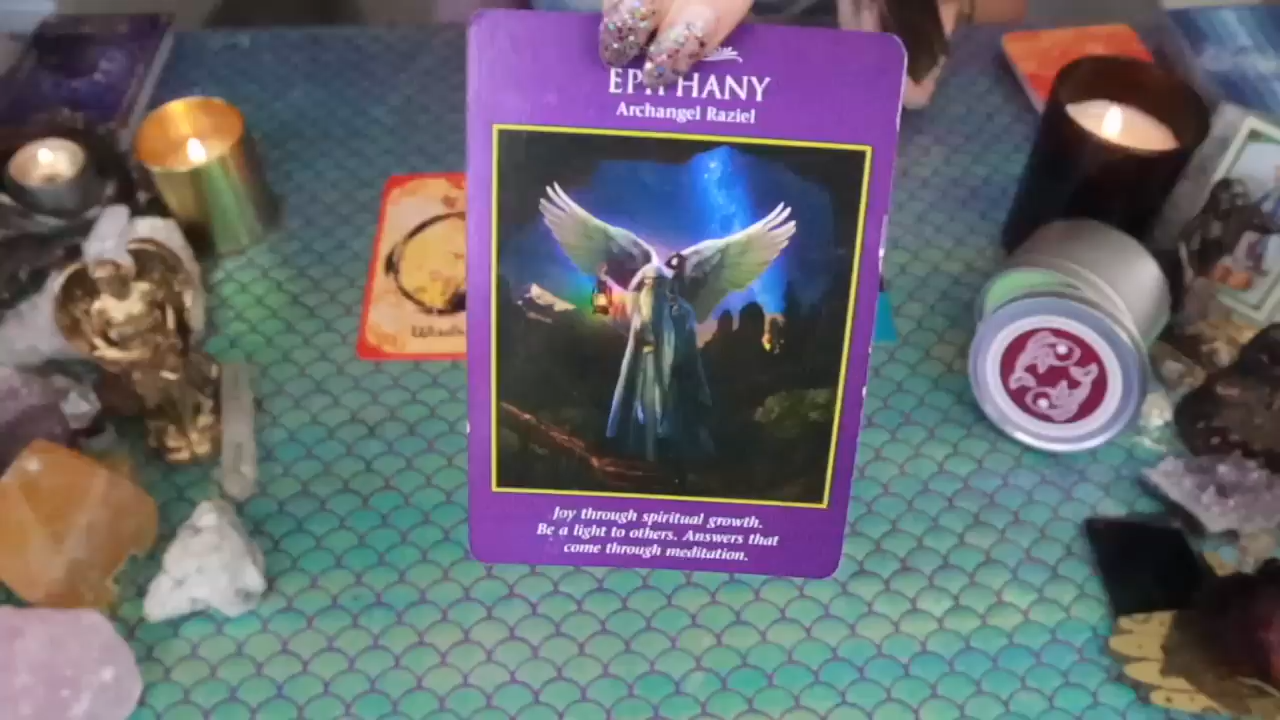 EPIPHANY
Archangel Raziel
Joy through spiritual growth.
Be a light to others. Answers that
come through meditation.